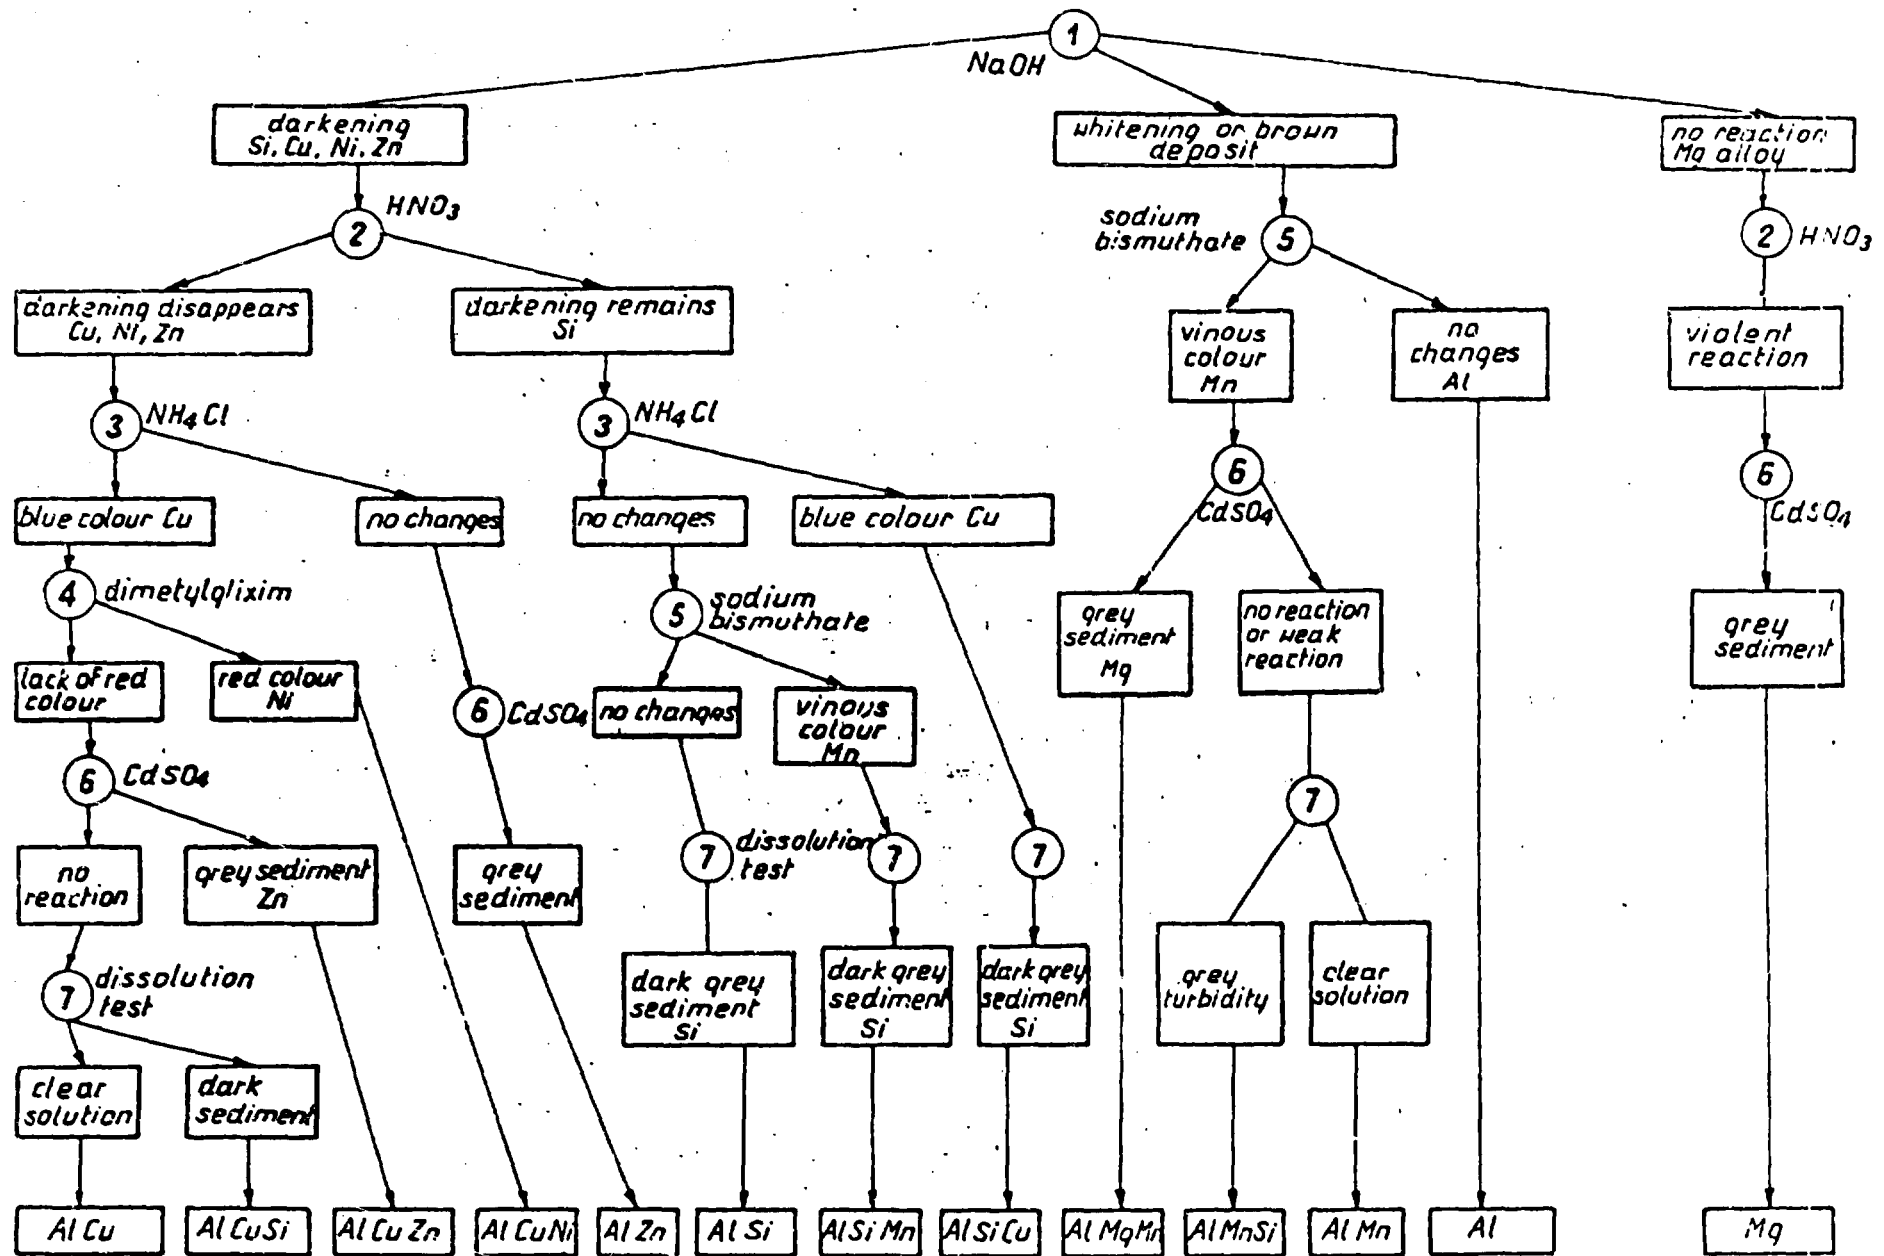 1
NaOH
darkening
Si, Cu, Ni, Zn
whitening or brown
deposit
no reaction
Mg alloy
HNO3
2
sodium
bismuthate
5
2
HNO3
darkening disappears
Cu, Ni, Zn
darkening remains
Si
vinous
colour
Mn
no
changes
Al
violent
reaction
3
NH4Cl
3
NH4Cl
6
CdSO4
6
CdSO4
blue colour Cu
no changes
no changes
blue colour Cu
4
dimetylglixim
5
sodium
bismuthate
grey
sediment
Mg
no reaction
or weak
reaction
grey
sediment
lack of red
colour
red colour
Ni
6
CdSO4
no changes
vinous
colour
Mn
6
CdSO4
7
no
reaction
grey sediment
Zn
grey
sediment
7
dissolution
test
7
7
7
dissolution
test
dark grey
sediment
Si
dark grey
sediment
Si
dark grey
sediment
Si
grey
turbidity
clear
solution
clear
solution
dark
sediment
Al Cu
Al CuSi
Al Cu Zn
Al CuNi
Al Zn
Al Si
AlSi Mn
Al SiCu
Al MgMn
Al MnSi
Al Mn
Al
Mg